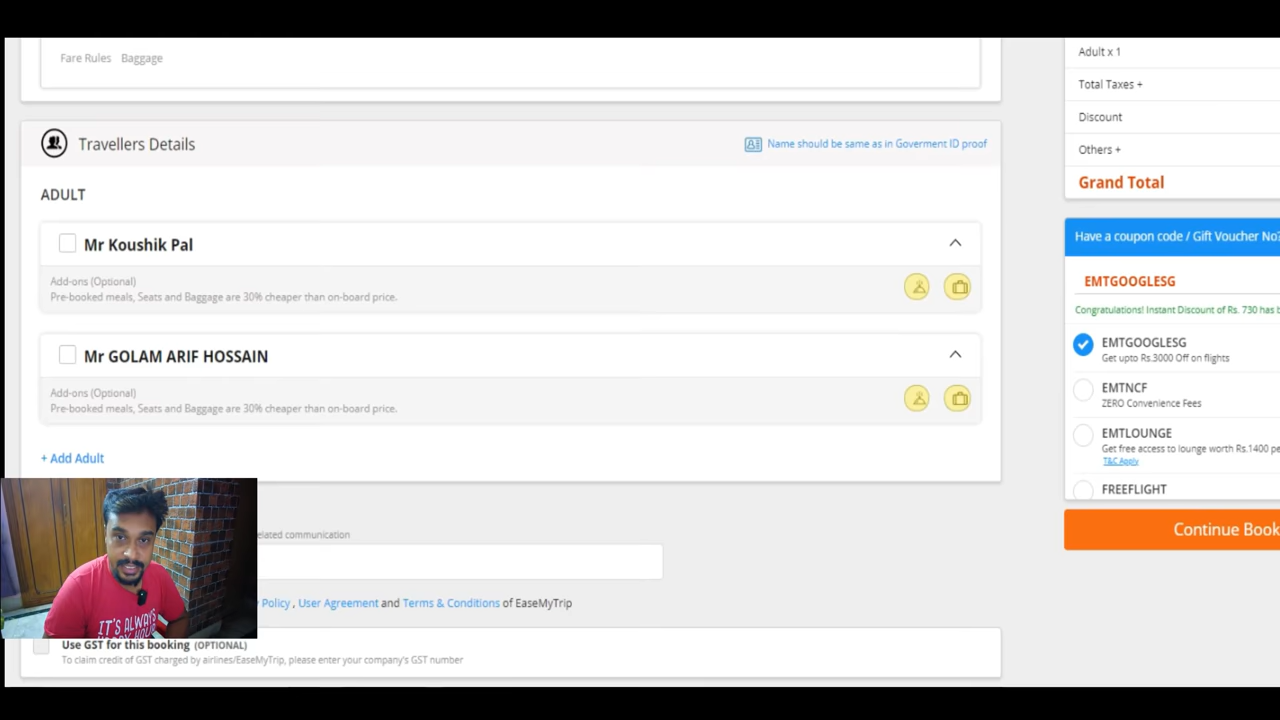 Fare Rules Baggage
Travellers Details
Name should be same as in Goverment ID proof
ADULT
Mr Koushik Pal
Add-ons (Optional)
Pre-booked meals, Seats and Baggage are 30% cheaper than on-board price.
Mr GOLAM ARIF HOSSAIN
Add-ons (Optional)
Pre-booked meals, Seats and Baggage are 30% cheaper than on-board price.
+ Add Adult
elated communication
Policy , User Agreement and Terms & Conditions of EaseMyTrip
Use GST for this booking (OPTIONAL)
To claim credit of GST charged by airlines/EaseMyTrip, please enter your company's GST number
IT'S ALWAYS
Adult x 1
Total Taxes +
Discount
Others +
Grand Total
Have a coupon code / Gift Voucher No?
EMTGOOGLESG
Congratulations! Instant Discount of Rs. 730 has b
EMTGOOGLESG
Get upto Rs.3000 Off on flights
EMTNCF
ZERO Convenience Fees
EMTLOUNGE
Get free access to lounge worth Rs.1400 pe
T&C Apply
FREEFLIGHT
Continue Book